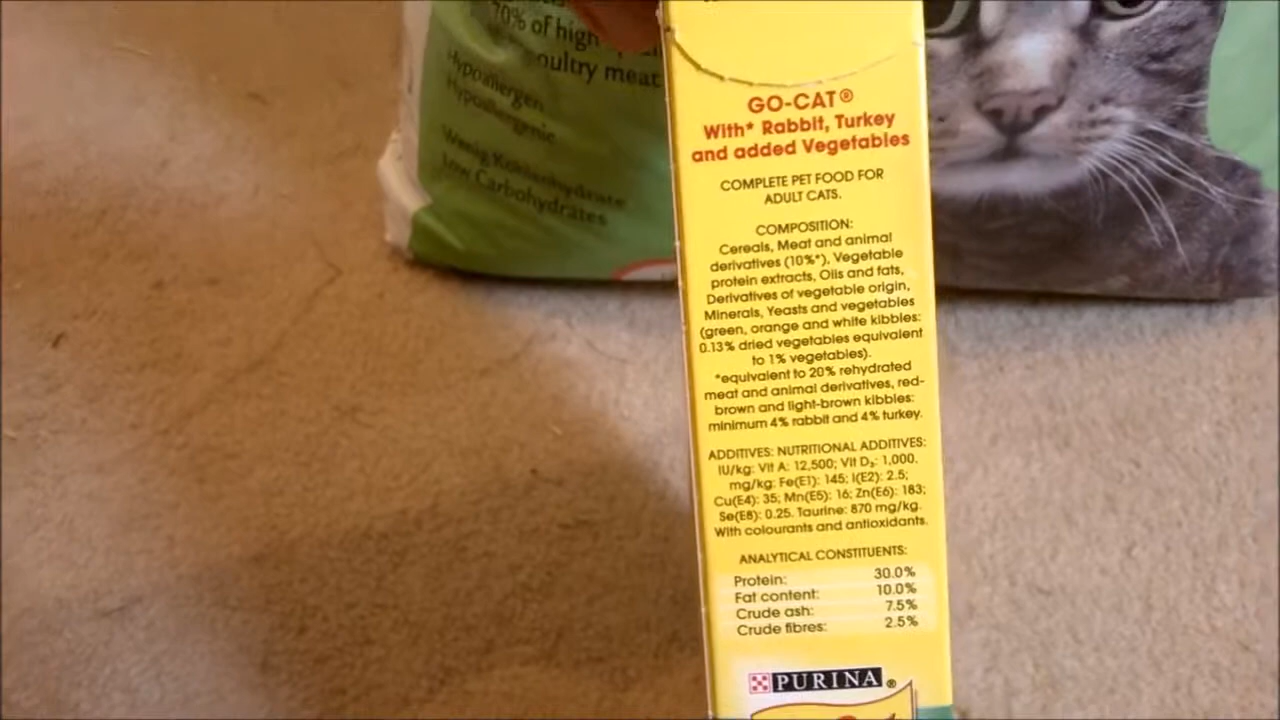 70% of high
oultry meat
Hypoallergen
Hypoallergenic
Wenig Kohlenhydrate
Low Carbohydrates
GO-CAT®
With* Rabbit, Turkey
and added Vegetables
COMPLETE PET FOOD FOR
ADULT CATS.
COMPOSITION:
Cereals, Meat and animal
derivatives (10%*), Vegetable
protein extracts, Oils and fats,
Derivatives of vegetable origin,
Minerals, Yeasts and vegetables
(green, orange and white kibbles:
0.13% dried vegetables equivalent
to 1% vegetables).
*equivalent to 20% rehydrated
meat and animal derivatives, red-
brown and light-brown kibbles:
minimum 4% rabbit and 4% turkey.
ADDITIVES: NUTRITIONAL ADDITIVES:
IU/kg: Vit A: 12,500; Vit D₃: 1,000.
mg/kg: Fe(E1): 145; I(E2): 2.5;
Cu(E4): 35; Mn(E5): 16; Zn(E6): 183;
Se(E8): 0.25. Taurine: 870 mg/kg.
With colourants and antioxidants.
ANALYTICAL CONSTITUENTS:
Protein: 30.0%
Fat content: 10.0%
Crude ash: 7.5%
Crude fibres: 2.5%
PURINA®